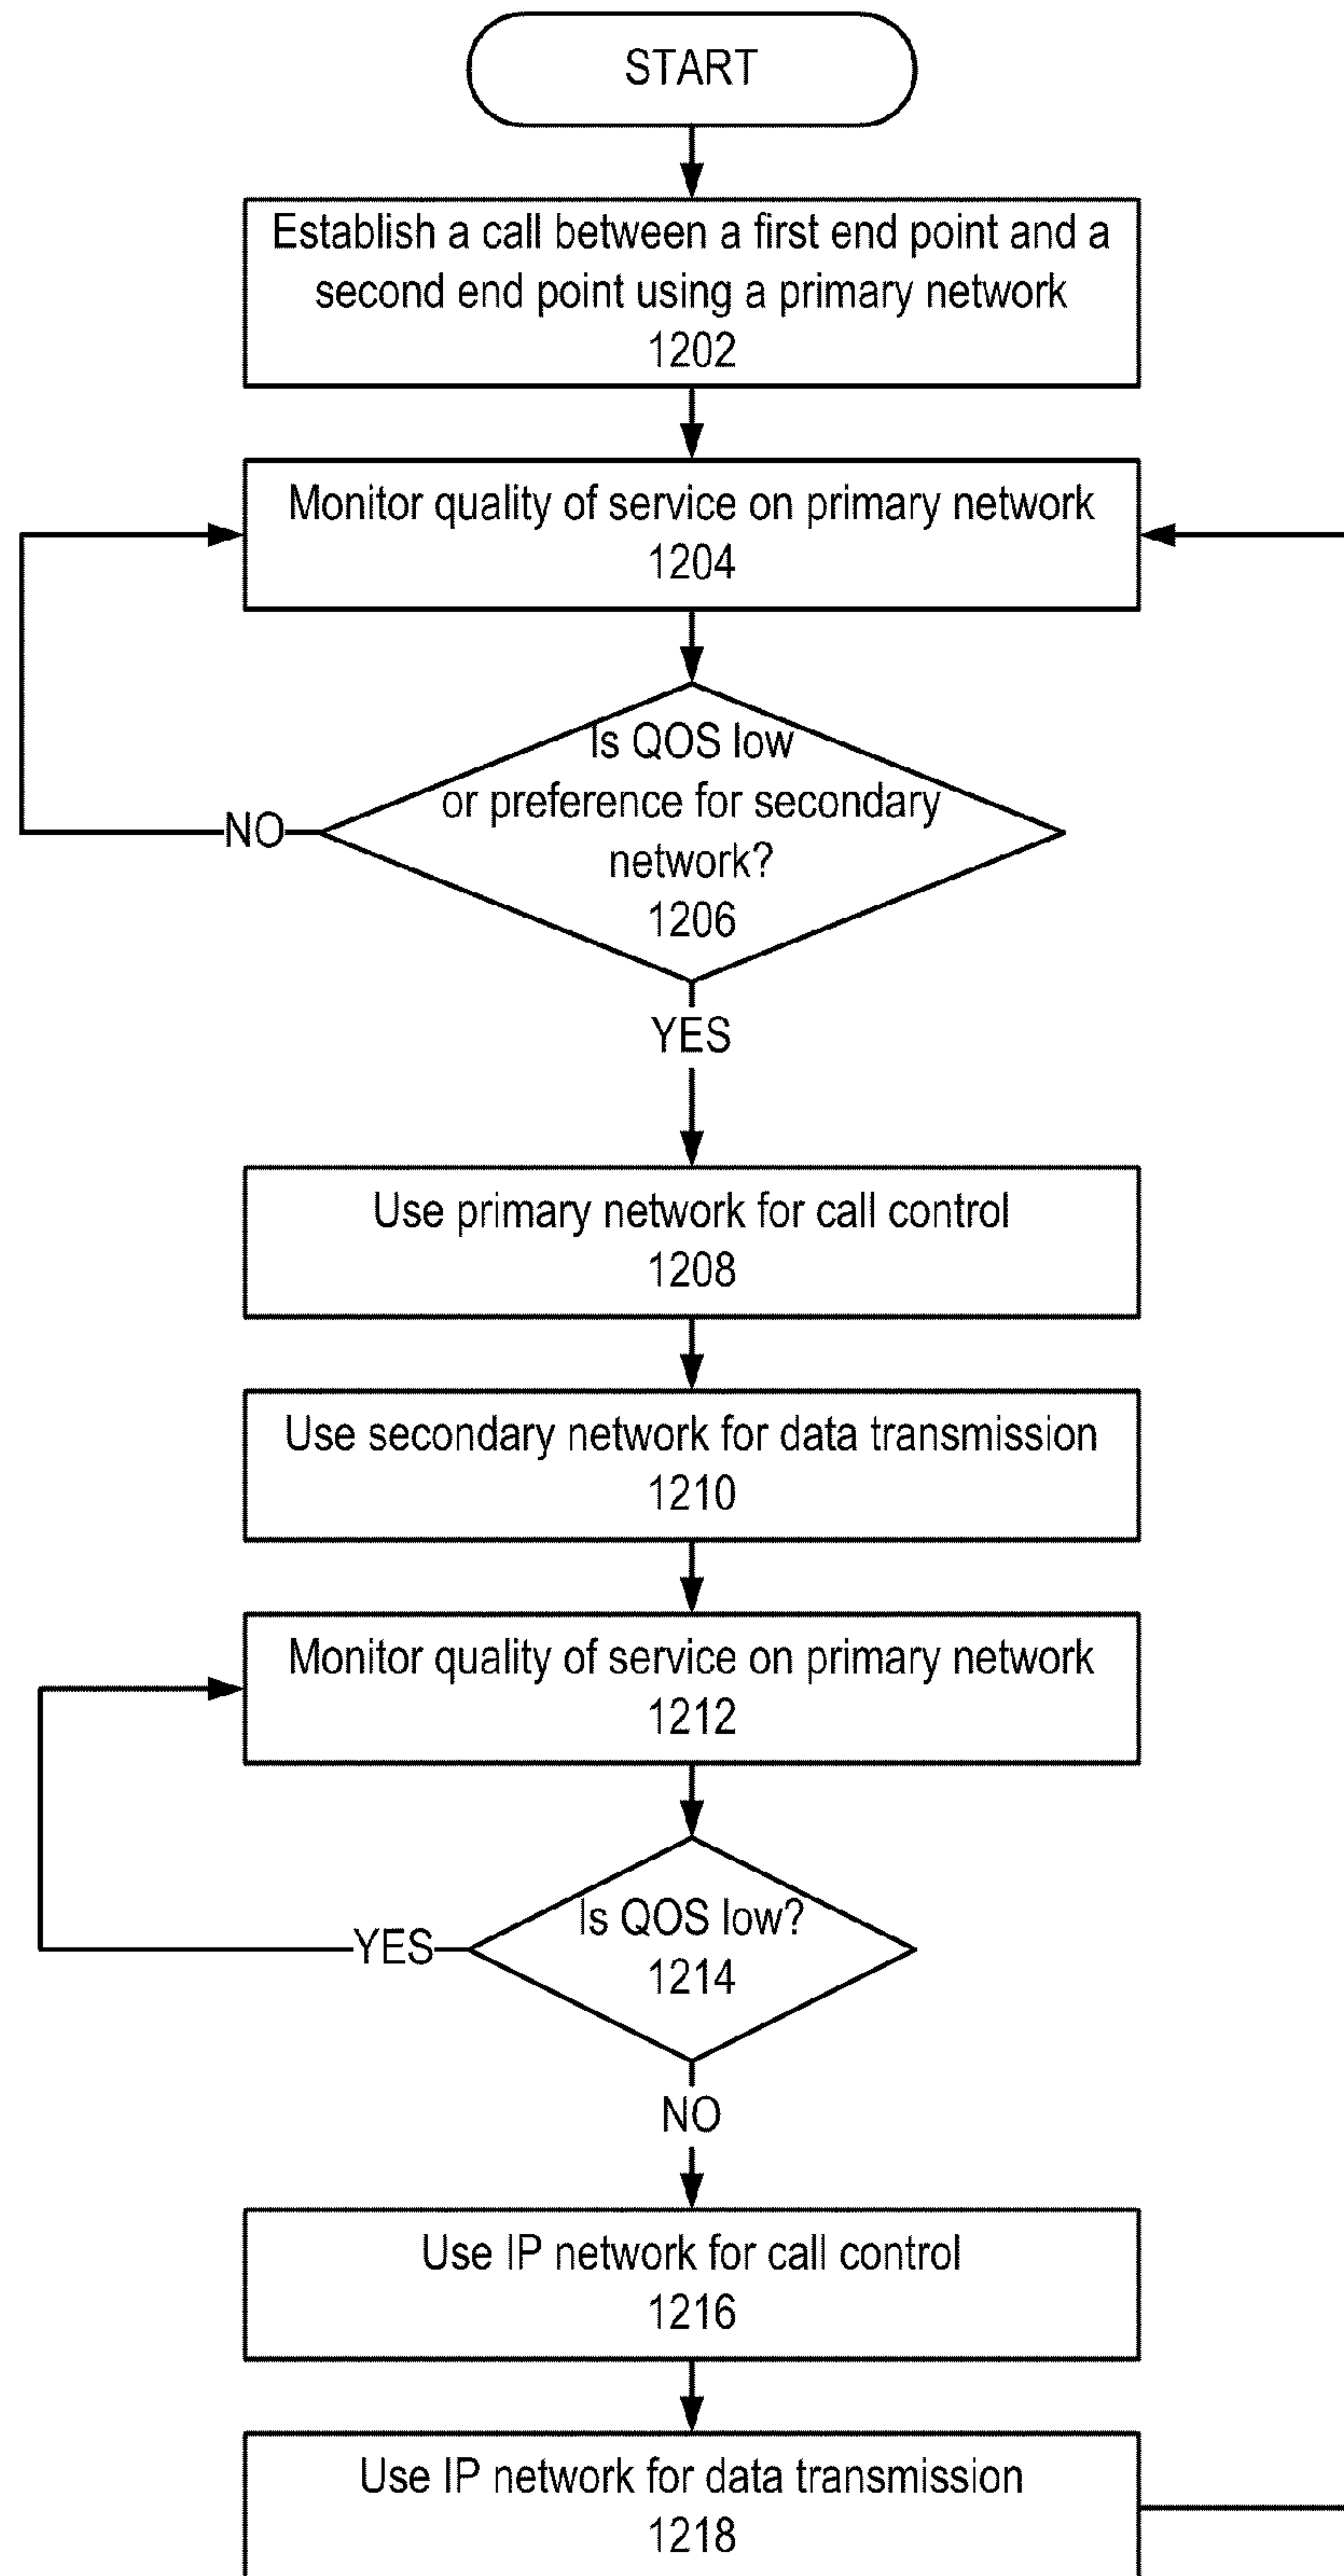 START
Establish a call between a first end point and a
second end point using a primary network
1202
Monitor quality of service on primary network
1204
Is QOS low
or preference for secondary
network?
1206
NO
YES
Use primary network for call control
1208
Use secondary network for data transmission
1210
Monitor quality of service on primary network
1212
Is QOS low?
1214
YES
NO
Use IP network for call control
1216
Use IP network for data transmission
1218